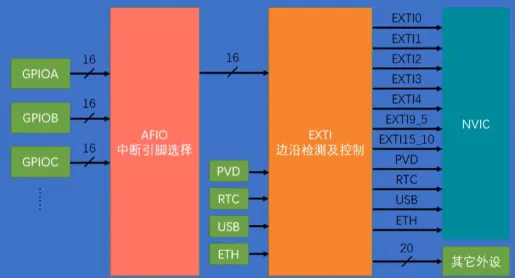 GPIOA
16
GPIOB
16
GPIOC
16
AFIO
中断引脚选择
16
PVD
RTC
USB
ETH
EXTI
边沿检测及控制
EXTI0
EXTI1
EXTI2
EXTI3
EXTI4
EXTI9_5
EXTI15_10
PVD
RTC
USB
ETH
20
NVIC
其它外设